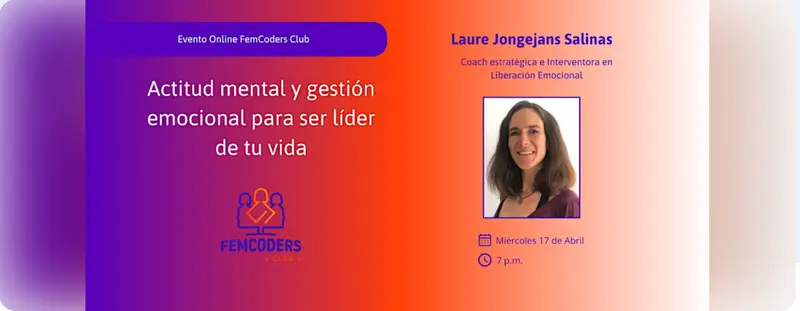 Evento Online FemCoders Club
Actitud mental y gestión
emocional para ser líder
de tu vida
FEMCODERS
CLUB
Laure Jongejans Salinas
Coach estratégica e Interventora en
Liberación Emocional
Miércoles 17 de Abril
7 p.m.